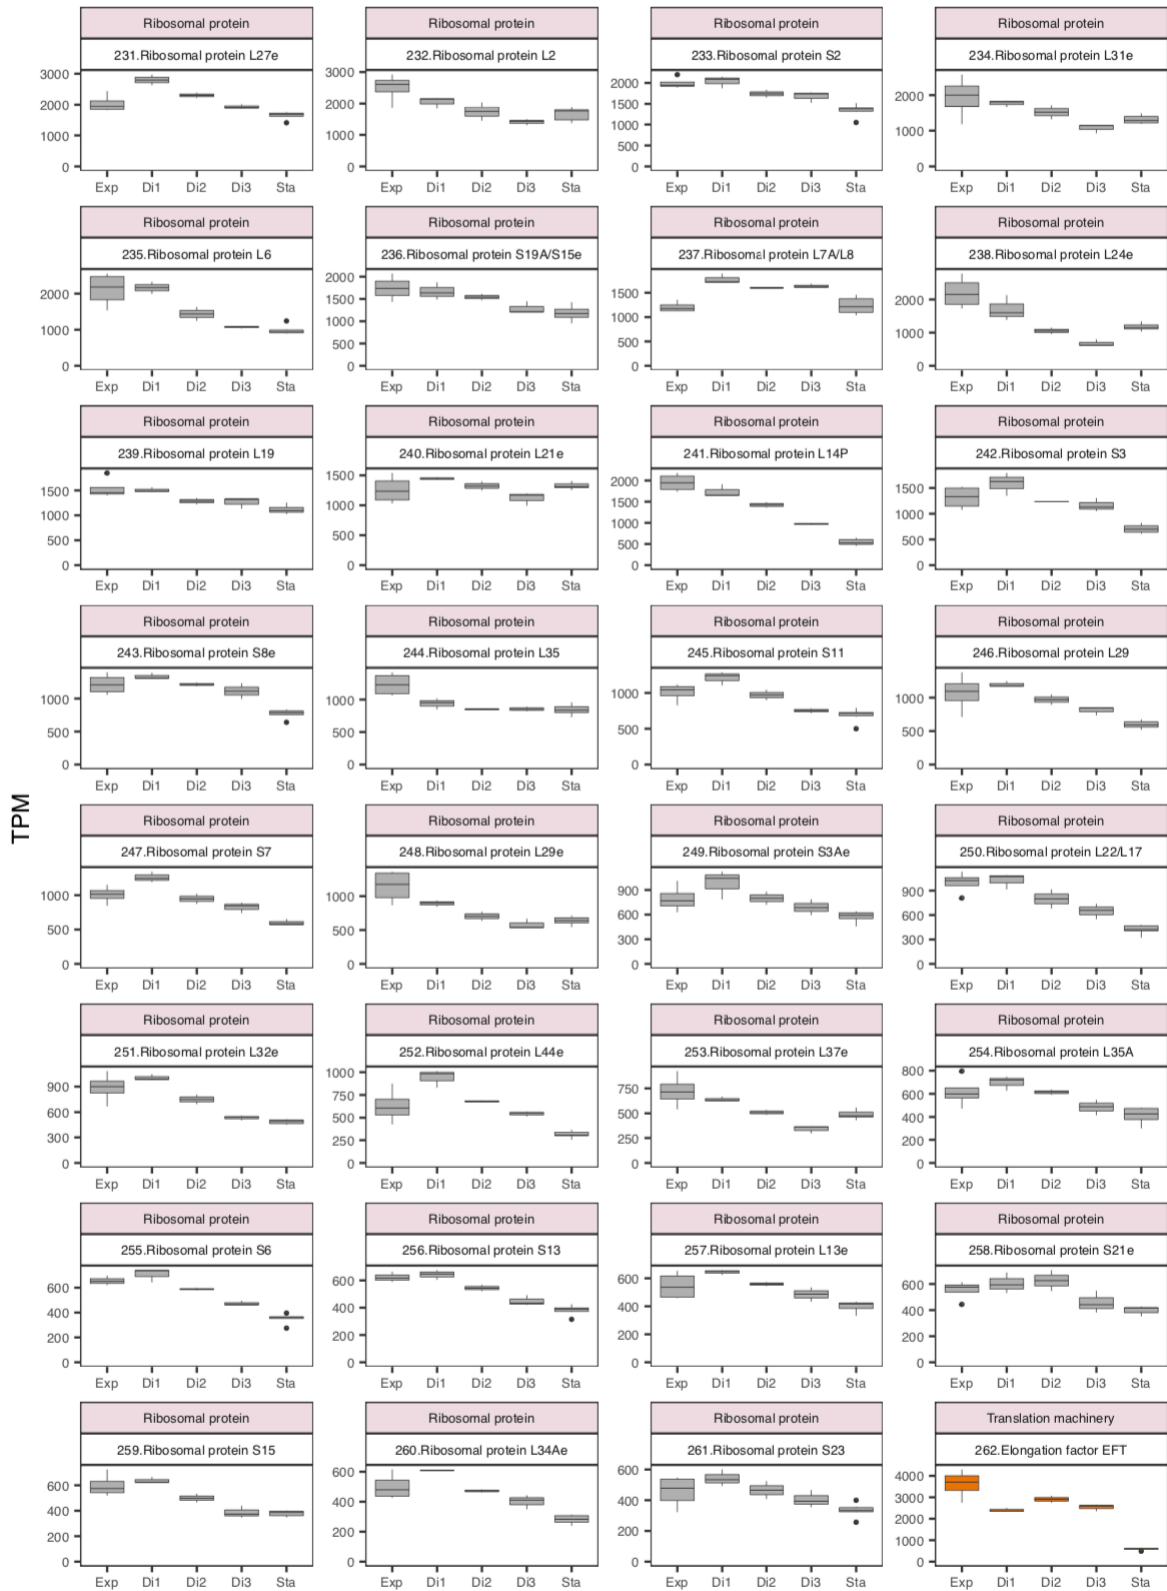 Ribosomal protein Ribosomal protein Ribosomal protein Ribosomal protein
231.Ribosomal protein L27e 232.Ribosomal protein L2 233.Ribosomal protein S2 234.Ribosomal protein L31e
3000 2000 1000 0
3000 2000 1000 0
2000 1500 1000 500 0
2000 1000 0
Exp Di1 Di2 Di3 Sta Exp Di1 Di2 Di3 Sta Exp Di1 Di2 Di3 Sta Exp Di1 Di2 Di3 Sta
Ribosomal protein Ribosomal protein Ribosomal protein Ribosomal protein
235.Ribosomal protein L6 236.Ribosomal protein S19A/S15e 237.Ribosomal protein L7A/L8 238.Ribosomal protein L24e
2000 1000 0
2000 1500 1000 500 0
1500 1000 500 0
2000 1000 0
Exp Di1 Di2 Di3 Sta Exp Di1 Di2 Di3 Sta Exp Di1 Di2 Di3 Sta Exp Di1 Di2 Di3 Sta
Ribosomal protein Ribosomal protein Ribosomal protein Ribosomal protein
239.Ribosomal protein L19 240.Ribosomal protein L21e 241.Ribosomal protein L14P 242.Ribosomal protein S3
1500 1000 500 0
1500 1000 500 0
2000 1500 1000 500 0
1500 1000 500 0
Exp Di1 Di2 Di3 Sta Exp Di1 Di2 Di3 Sta Exp Di1 Di2 Di3 Sta Exp Di1 Di2 Di3 Sta
Ribosomal protein Ribosomal protein Ribosomal protein Ribosomal protein
243.Ribosomal protein S8e 244.Ribosomal protein L35 245.Ribosomal protein S11 246.Ribosomal protein L29
1000 500 0
1000 500 0
1000 500 0
1000 500 0
Exp Di1 Di2 Di3 Sta Exp Di1 Di2 Di3 Sta Exp Di1 Di2 Di3 Sta Exp Di1 Di2 Di3 Sta
TPM
Ribosomal protein Ribosomal protein Ribosomal protein Ribosomal protein
247.Ribosomal protein S7 248.Ribosomal protein L29e 249.Ribosomal protein S3Ae 250.Ribosomal protein L22/L17
1000 500 0
1000 500 0
900 600 300 0
900 600 300 0
Exp Di1 Di2 Di3 Sta Exp Di1 Di2 Di3 Sta Exp Di1 Di2 Di3 Sta Exp Di1 Di2 Di3 Sta
Ribosomal protein Ribosomal protein Ribosomal protein Ribosomal protein
251.Ribosomal protein L32e 252.Ribosomal protein L44e 253.Ribosomal protein L37e 254.Ribosomal protein L35A
900 600 300 0
1000 750 500 250 0
750 500 250 0
800 600 400 200 0
Exp Di1 Di2 Di3 Sta Exp Di1 Di2 Di3 Sta Exp Di1 Di2 Di3 Sta Exp Di1 Di2 Di3 Sta
Ribosomal protein Ribosomal protein Ribosomal protein Ribosomal protein
255.Ribosomal protein S6 256.Ribosomal protein S13 257.Ribosomal protein L13e 258.Ribosomal protein S21e
600 400 200 0
600 400 200 0
600 400 200 0
600 400 200 0
Exp Di1 Di2 Di3 Sta Exp Di1 Di2 Di3 Sta Exp Di1 Di2 Di3 Sta Exp Di1 Di2 Di3 Sta
Ribosomal protein Ribosomal protein Ribosomal protein Translation machinery
259.Ribosomal protein S15 260.Ribosomal protein L34Ae 261.Ribosomal protein S23 262.Elongation factor EFT
600 400 200 0
600 400 200 0
600 400 200 0
4000 3000 2000 1000 0
Exp Di1 Di2 Di3 Sta Exp Di1 Di2 Di3 Sta Exp Di1 Di2 Di3 Sta Exp Di1 Di2 Di3 Sta